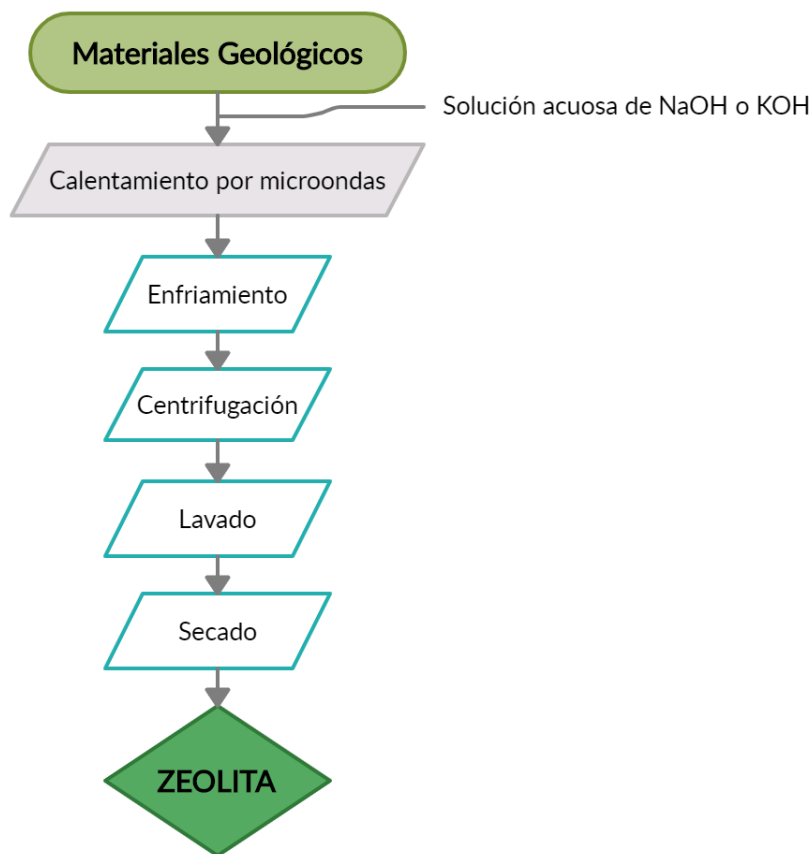 Materiales Geológicos
Solución acuosa de NaOH o KOH
Calentamiento por microondas
Enfriamiento
Centrifugación
Lavado
Secado
ZEOLITA